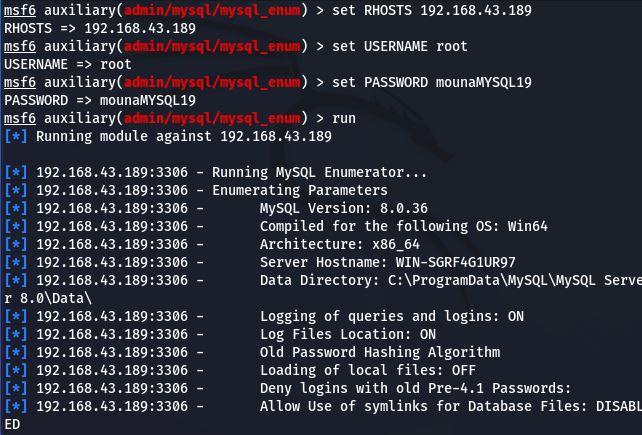 msf6 auxiliary(admin/mysql/mysql_enum) > set RHOSTS 192.168.43.189
RHOSTS => 192.168.43.189
msf6 auxiliary(admin/mysql/mysql_enum) > set USERNAME root
USERNAME => root
msf6 auxiliary(admin/mysql/mysql_enum) > set PASSWORD mounaMYSQL19
PASSWORD => mounaMYSQL19
msf6 auxiliary(admin/mysql/mysql_enum) > run
[*] Running module against 192.168.43.189
[*] 192.168.43.189:3306 - Running MySQL Enumerator...
[*] 192.168.43.189:3306 - Enumerating Parameters
[*] 192.168.43.189:3306 - MySQL Version: 8.0.36
[*] 192.168.43.189:3306 - Compiled for the following OS: Win64
[*] 192.168.43.189:3306 - Architecture: x86_64
[*] 192.168.43.189:3306 - Server Hostname: WIN-SGRF4G1UR97
[*] 192.168.43.189:3306 - Data Directory: C:\ProgramData\MySQL\MySQL Serve
r 8.0\Data\
[*] 192.168.43.189:3306 - Logging of queries and logins: ON
[*] 192.168.43.189:3306 - Log Files Location: ON
[*] 192.168.43.189:3306 - Old Password Hashing Algorithm
[*] 192.168.43.189:3306 - Loading of local files: OFF
[*] 192.168.43.189:3306 - Deny logins with old Pre-4.1 Passwords:
[*] 192.168.43.189:3306 - Allow Use of symlinks for Database Files: DISABL
ED